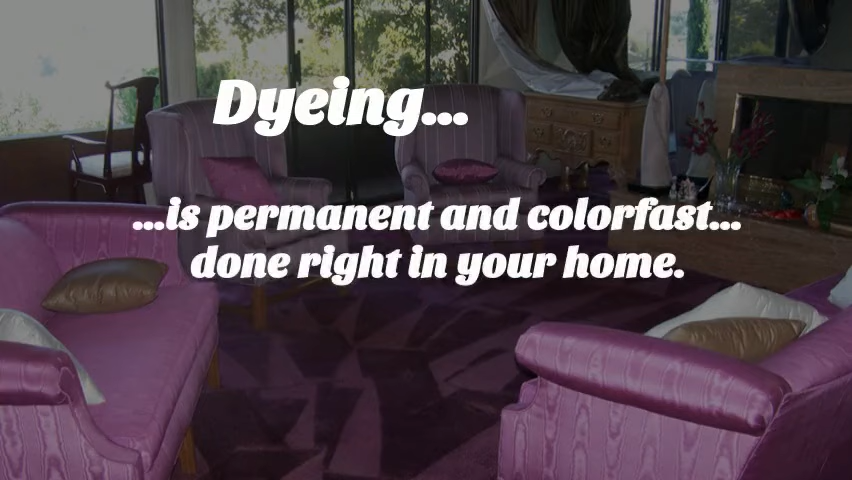 Dyeing...
...is permanent and colorfast...
done right in your home.